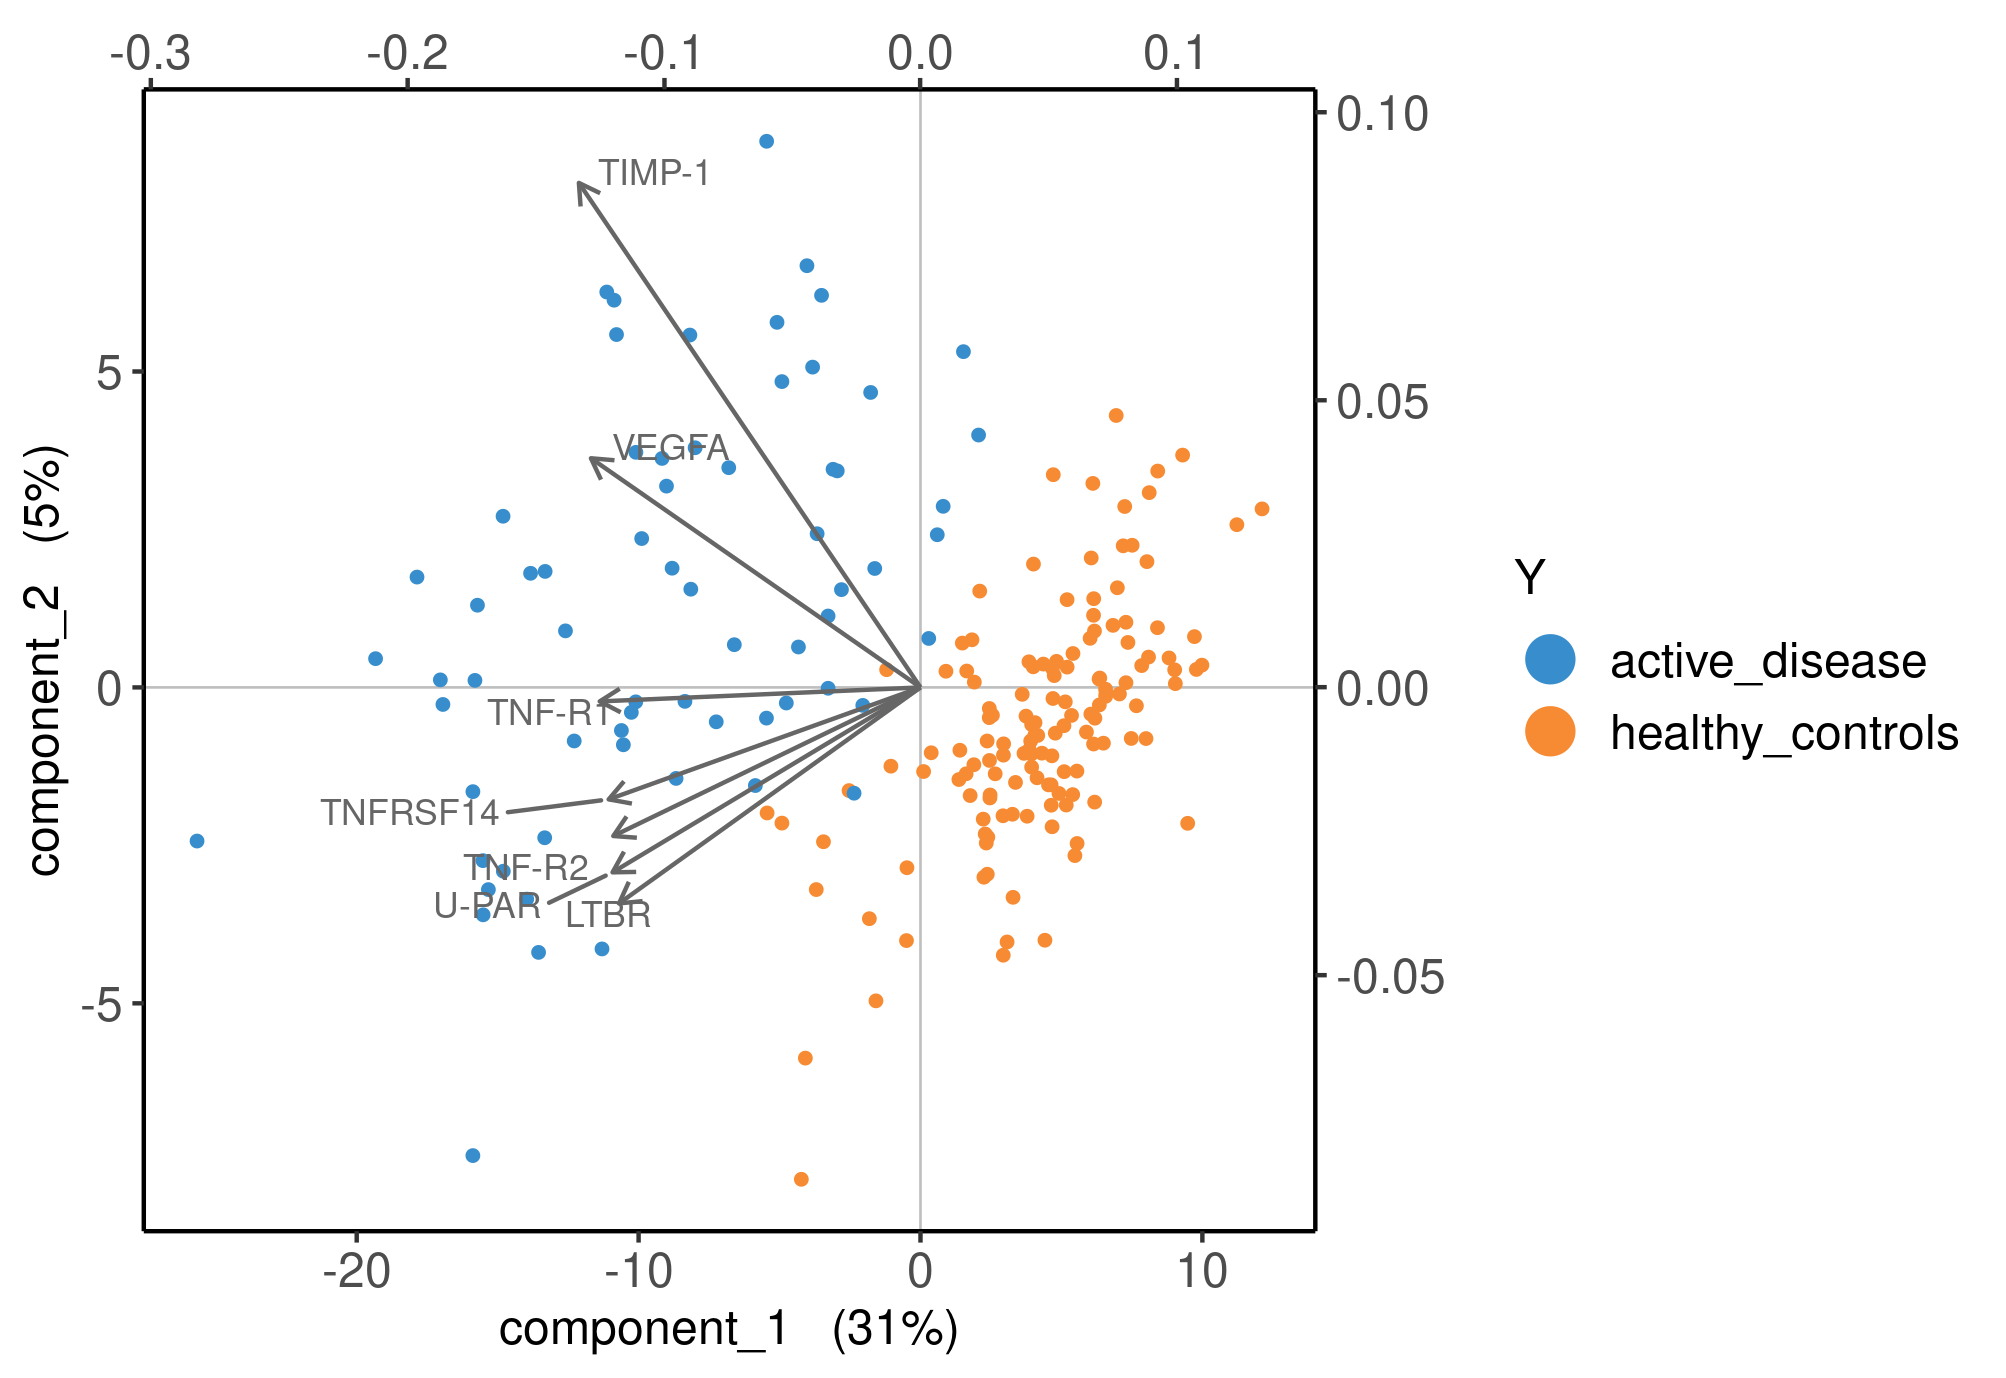 -0.3 -0.2 -0.1 0.0 0.1
0.10
TIMP-1
5
0.05
VEGFA
component_2 (5%)
Y
active_disease
healthy_controls
0
0.00
TNF-R1
TNFRSF14
TNF-R2
U-PAR
LTBR
-5
-0.05
-20 -10 0 10
component_1 (31%)